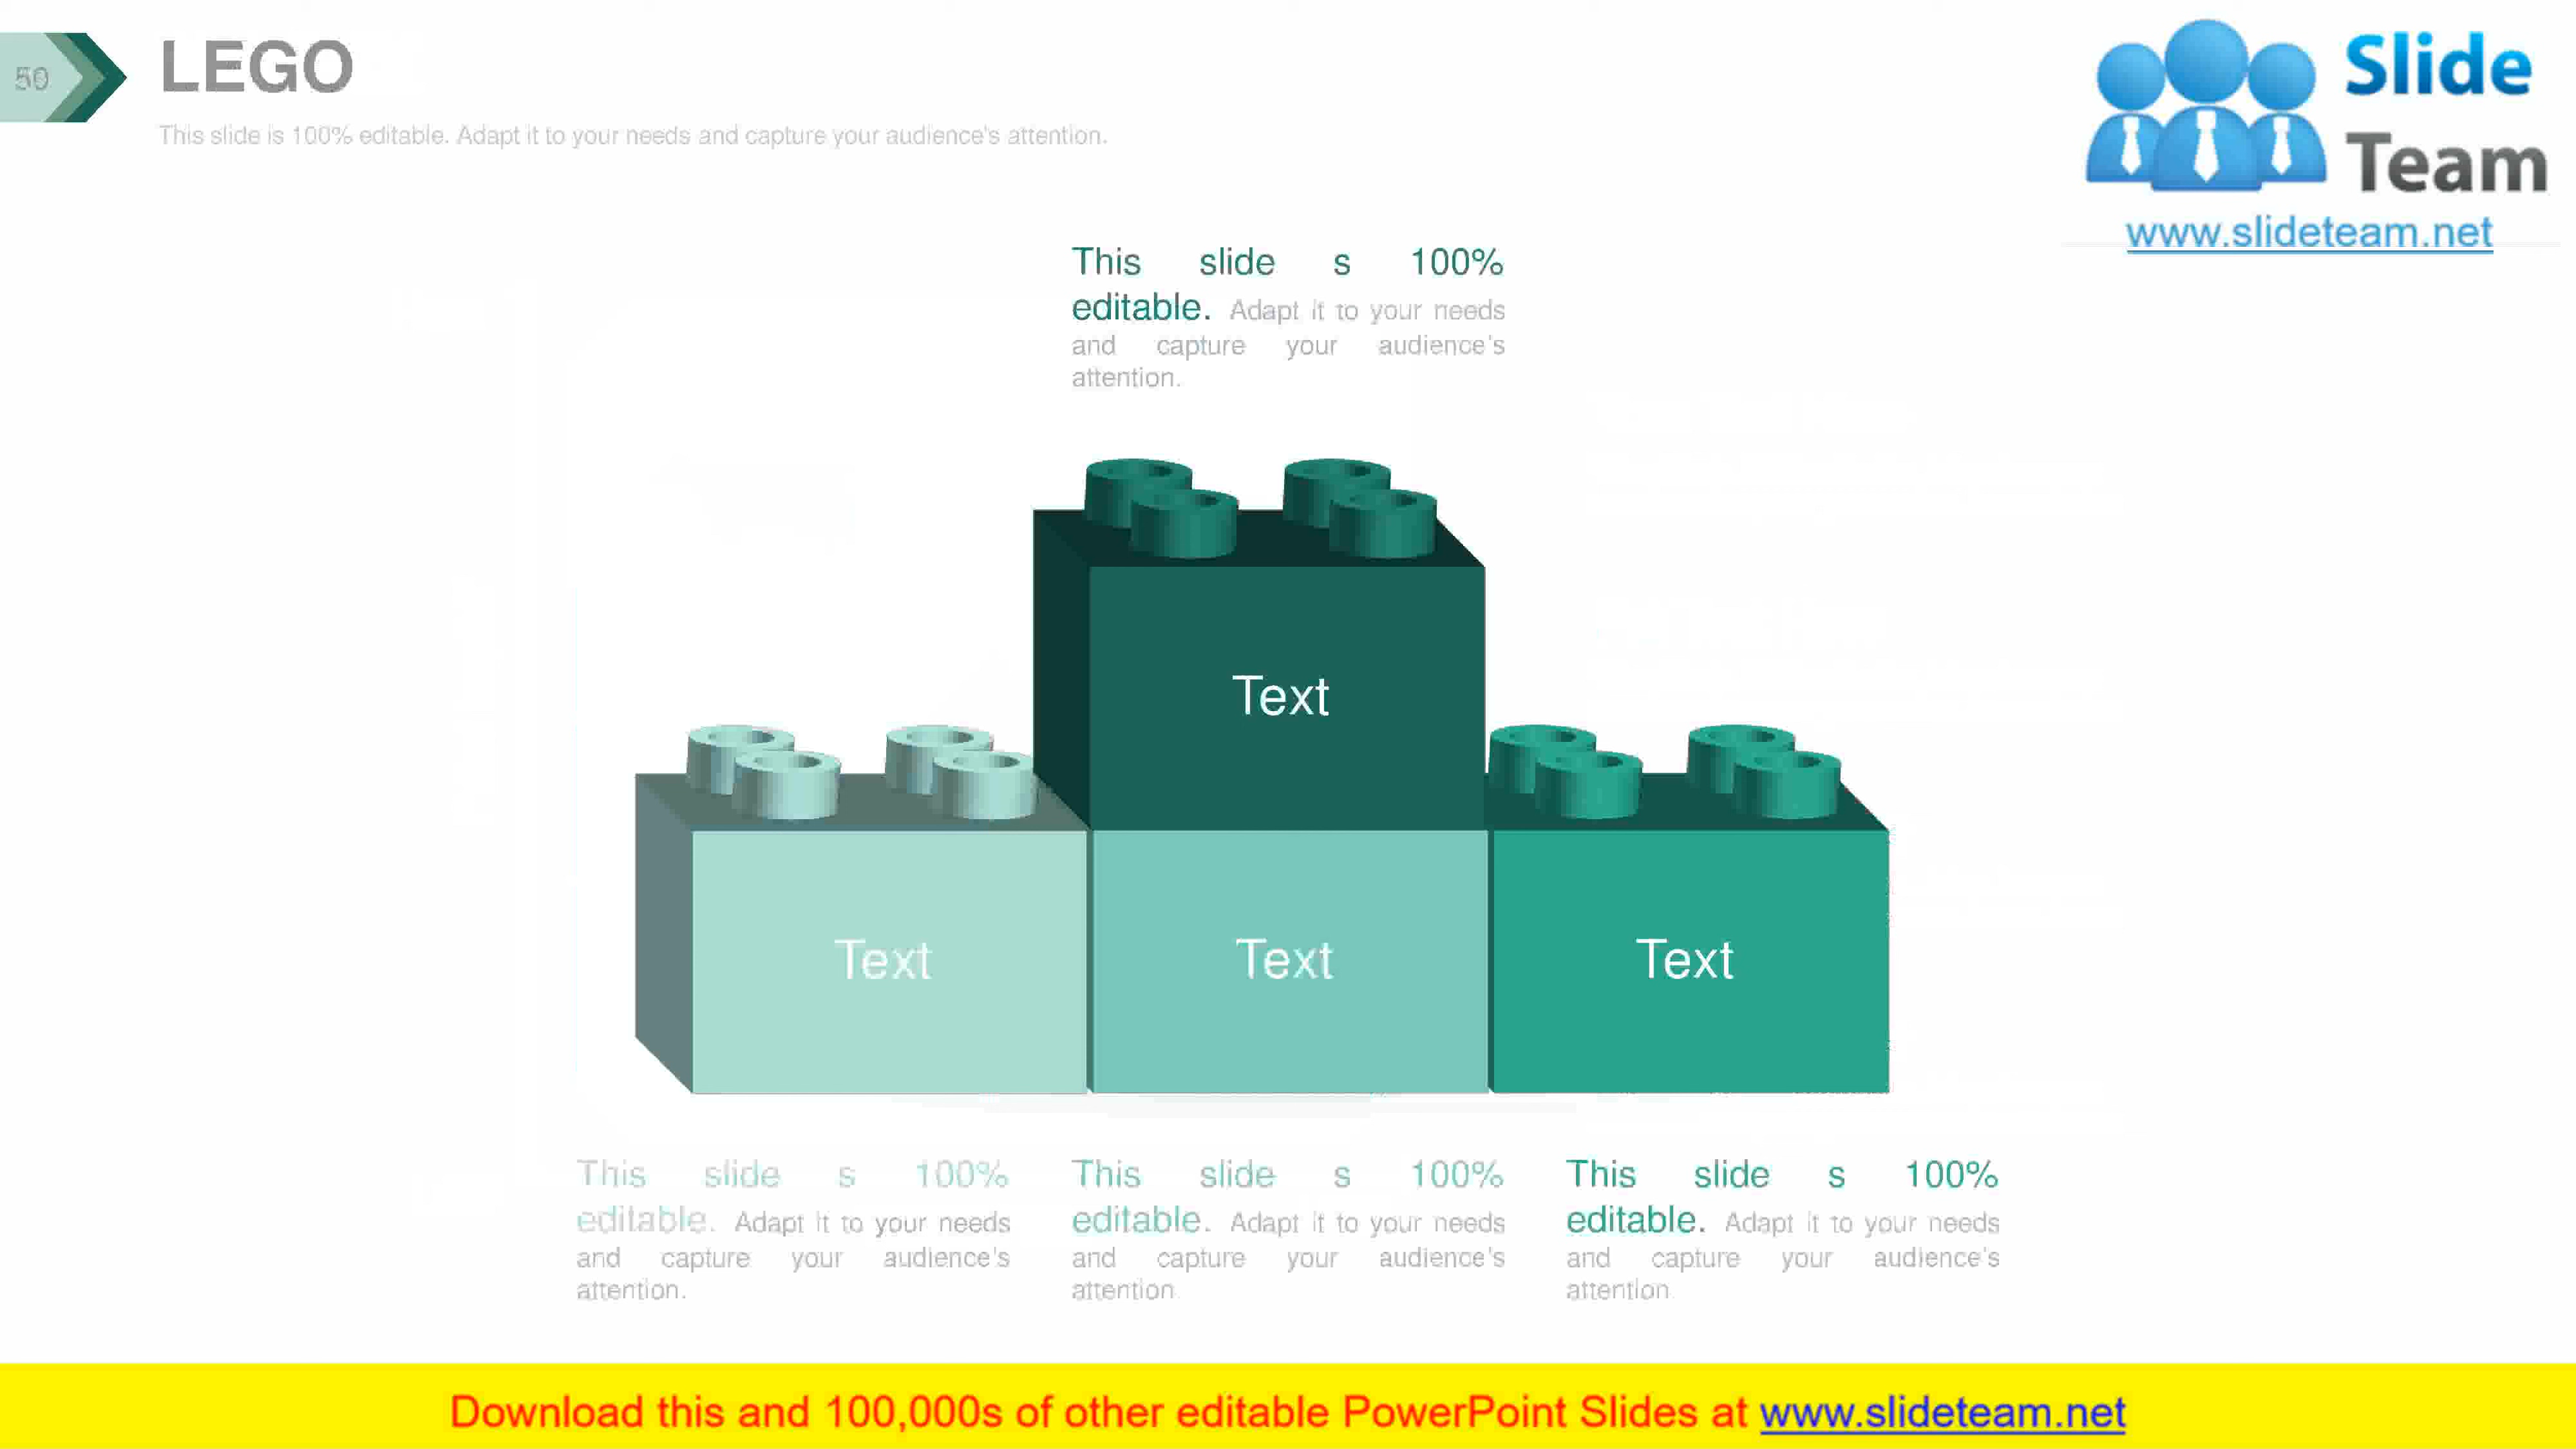 50
LEGO
This slide is 100% editable. Adapt it to your needs and capture your audience's attention.
Slide
Team
www.slideteam.net
This slide s 100%
editable. Adapt it to your needs
and capture your audience's
attention.
Text
Text
Text
Text
This slide s 100%
editable. Adapt it to your needs
and capture your audience's
attention.
This slide s 100%
editable. Adapt it to your needs
and capture your audience's
attention
This slide s 100%
editable. Adapt it to your needs
and capture your audience's
attention
Download this and 100,000s of other editable PowerPoint Slides at www.slideteam.net